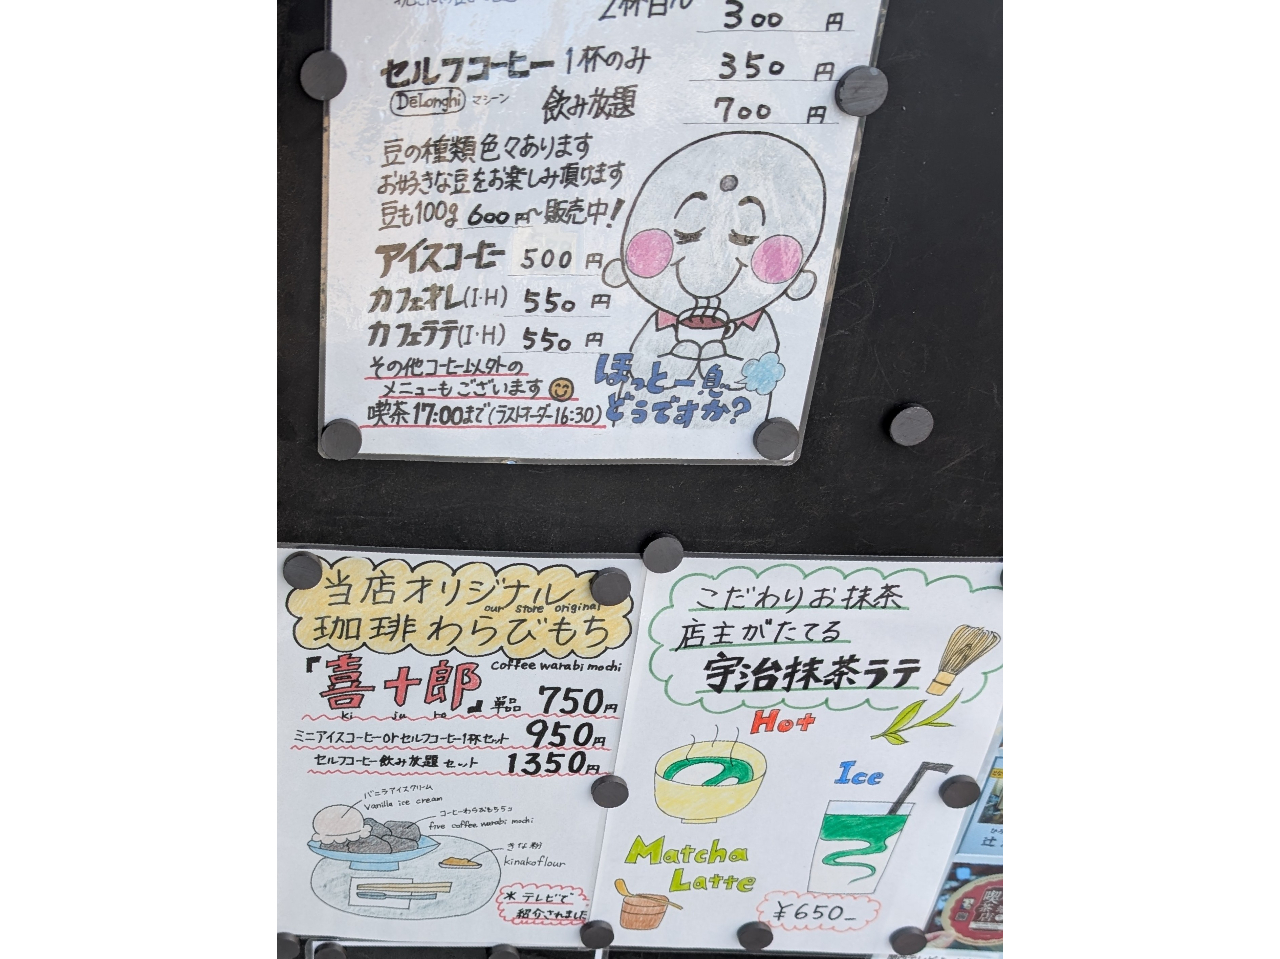 2杯目〜 300 円
セルフコーヒー 1杯のみ 350 円
DeLonghi マシーン 飲み放題 700 円
豆の種類色々あります
お好きな豆をお楽しみ頂けます
豆も100g 600円〜販売中!
アイスコーヒー 500 円
カフェオレ(I・H) 550 円
カフェラテ(I・H) 550 円
その他コーヒー以外の
メニューもございます
喫茶17:00まで(ラストオーダー16:30)
ほっと一息〜
どうですか?
当店オリジナル
our store original
珈琲わらびもち
coffee warabi mochi
『喜十郎』 単品 750円
ki ju ro
ミニアイスコーヒーorセルフコーヒー1杯セット 950円
セルフコーヒー飲み放題セット 1350円
バニラアイスクリーム
Vanilla ice cream
コーヒーわらびもち5コ
five coffee warabi mochi
きな粉
kinakoflour
※テレビで
紹介されました
こだわりお抹茶
店主がたてる
宇治抹茶ラテ
Hot
Ice
Matcha
Latte
¥650-